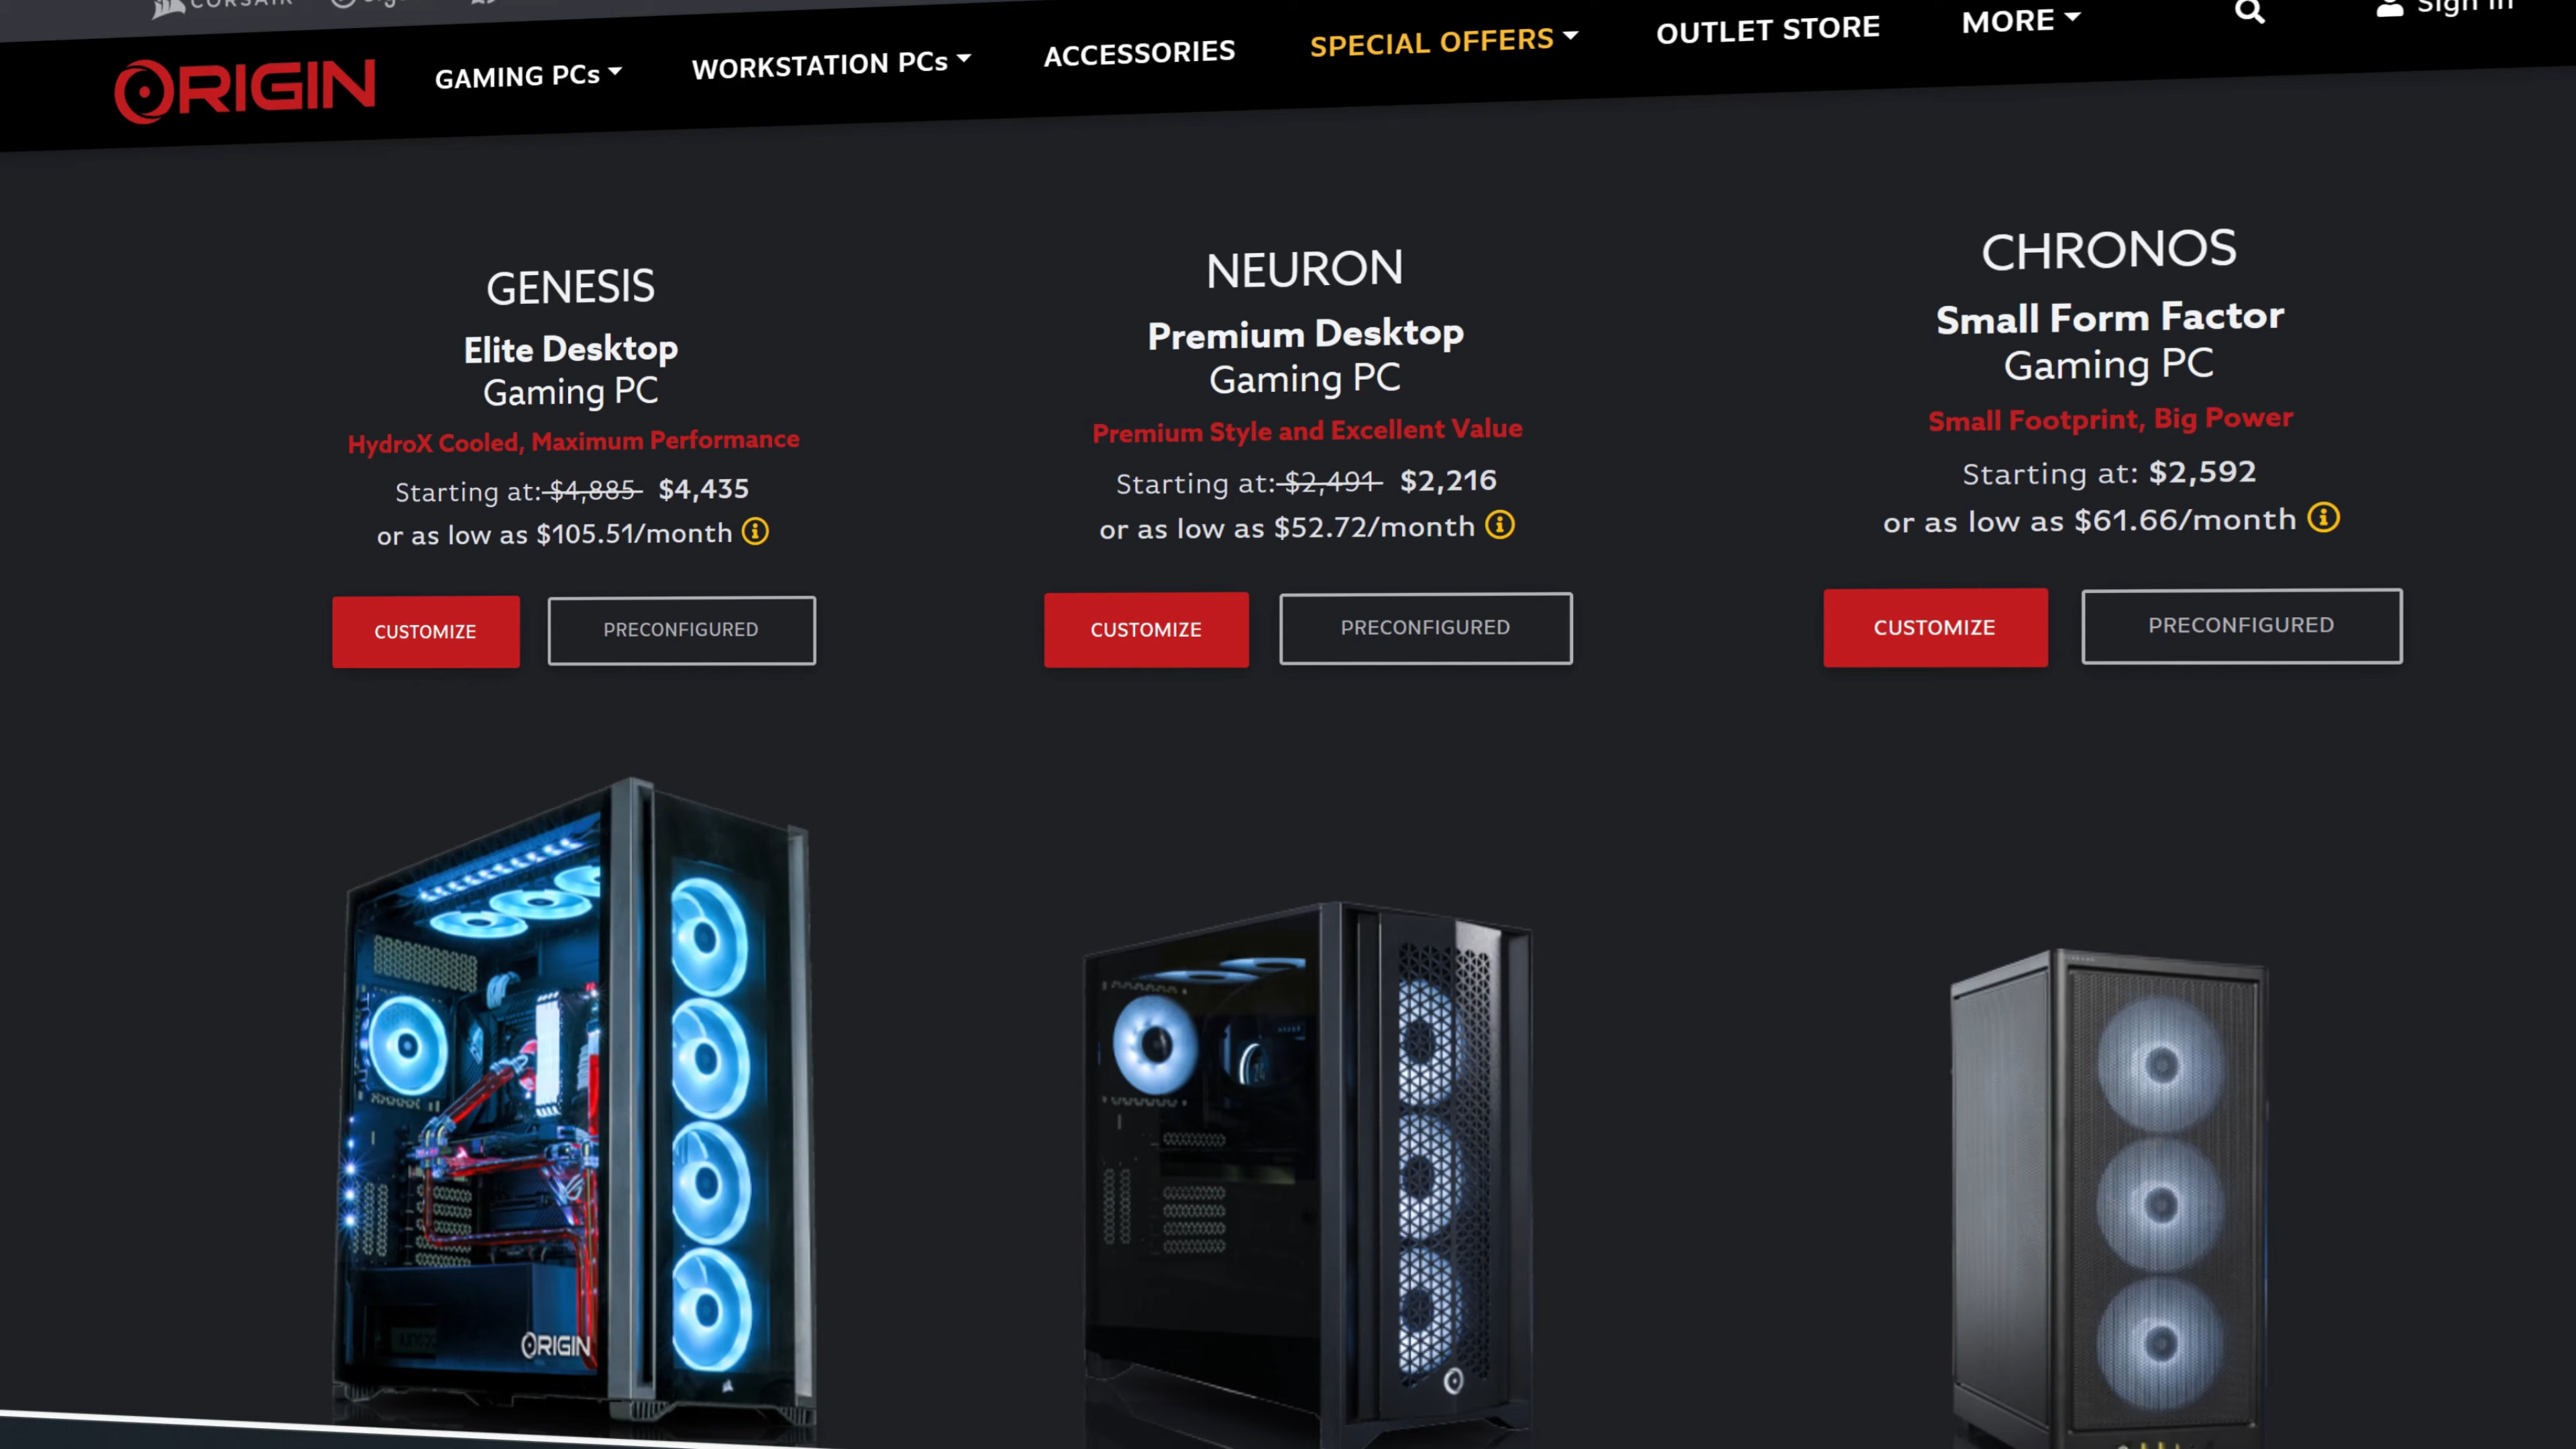 CORSAIR
ORIGIN
GAMING PCs
WORKSTATION PCs
ACCESSORIES
SPECIAL OFFERS
OUTLET STORE
MORE
Sign in
GENESIS
Elite Desktop
Gaming PC
HydroX Cooled, Maximum Performance
Starting at: $4,885 $4,435
or as low as $105.51/month
CUSTOMIZE
PRECONFIGURED
NEURON
Premium Desktop
Gaming PC
Premium Style and Excellent Value
Starting at: $2,491 $2,216
or as low as $52.72/month
CUSTOMIZE
PRECONFIGURED
CHRONOS
Small Form Factor
Gaming PC
Small Footprint, Big Power
Starting at: $2,592
or as low as $61.66/month
CUSTOMIZE
PRECONFIGURED
ORIGIN